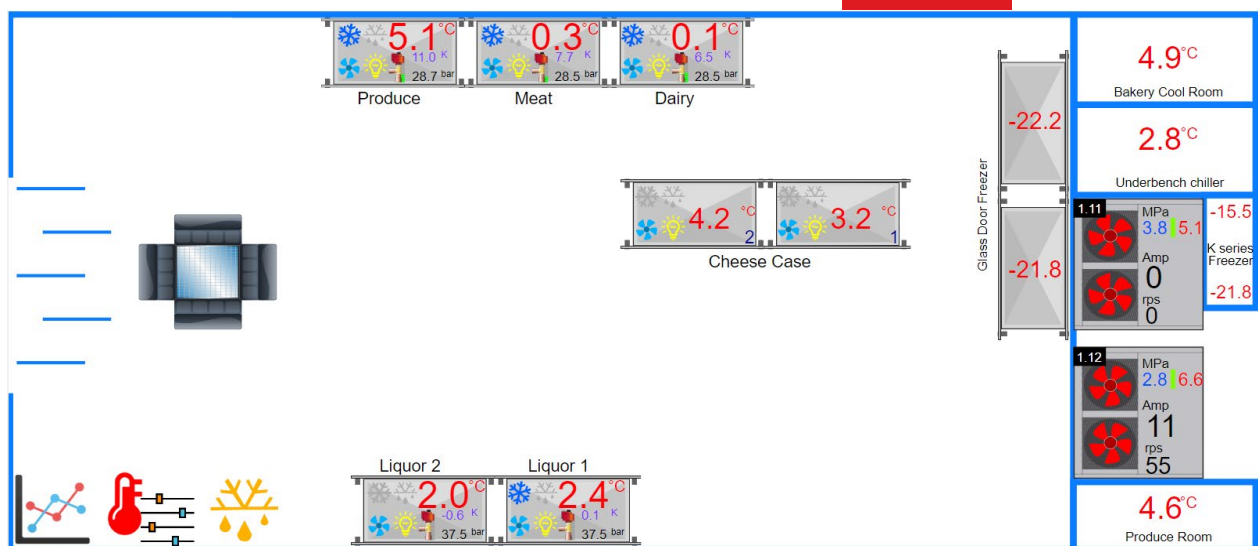 5.1°C
11.0 K
28.7 bar
Produce
0.3°C
7.7 K
28.5 bar
Meat
0.1°C
6.5 K
28.5 bar
Dairy
4.9°C
Bakery Cool Room
2.8°C
Underbench chiller
Glass Door Freezer
-22.2
-21.8
4.2 °C
2
3.2 °C
1
Cheese Case
1.11
MPa
3.8 5.1
Amp
0
rps
0
-15.5
K series
Freezer
-21.8
1.12
MPa
2.8 6.6
Amp
11
rps
55
Liquor 2
2.0°C
-0.6 K
37.5 bar
Liquor 1
2.4°C
0.1 K
37.5 bar
4.6°C
Produce Room